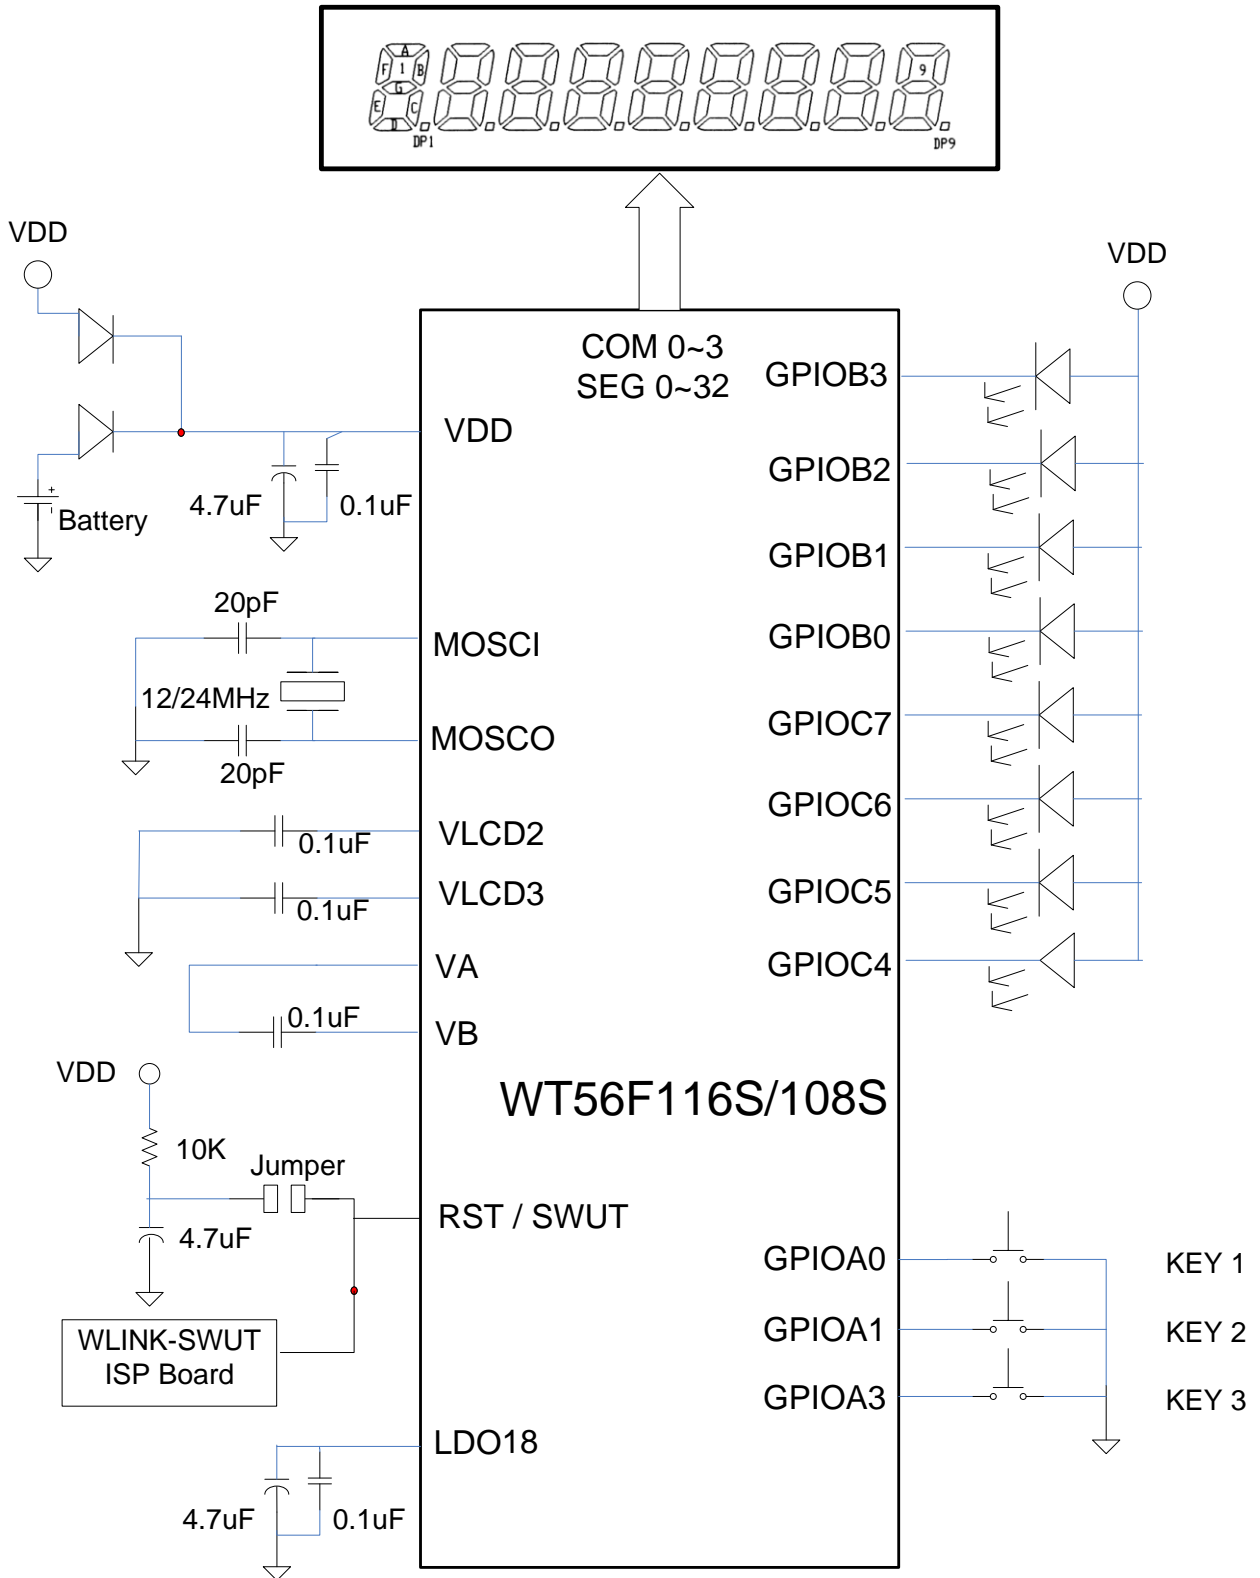 A
F 1 B
G
E C
D
DP1
9
DP9
VDD
VDD
COM 0~3
SEG 0~32
VDD
4.7uF
0.1uF
+
-
Battery
20pF
MOSCI
12/24MHz
MOSCO
20pF
VLCD2
0.1uF
VLCD3
0.1uF
VA
0.1uF
VB
GPIOB3
GPIOB2
GPIOB1
GPIOB0
GPIOC7
GPIOC6
GPIOC5
GPIOC4
WT56F116S/108S
VDD
10K
Jumper
4.7uF
RST / SWUT
WLINK-SWUT
ISP Board
GPIOA0
KEY 1
GPIOA1
KEY 2
GPIOA3
KEY 3
LDO18
4.7uF
0.1uF